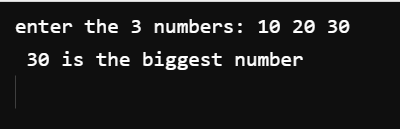 enter the 3 numbers: 10 20 30
30 is the biggest number